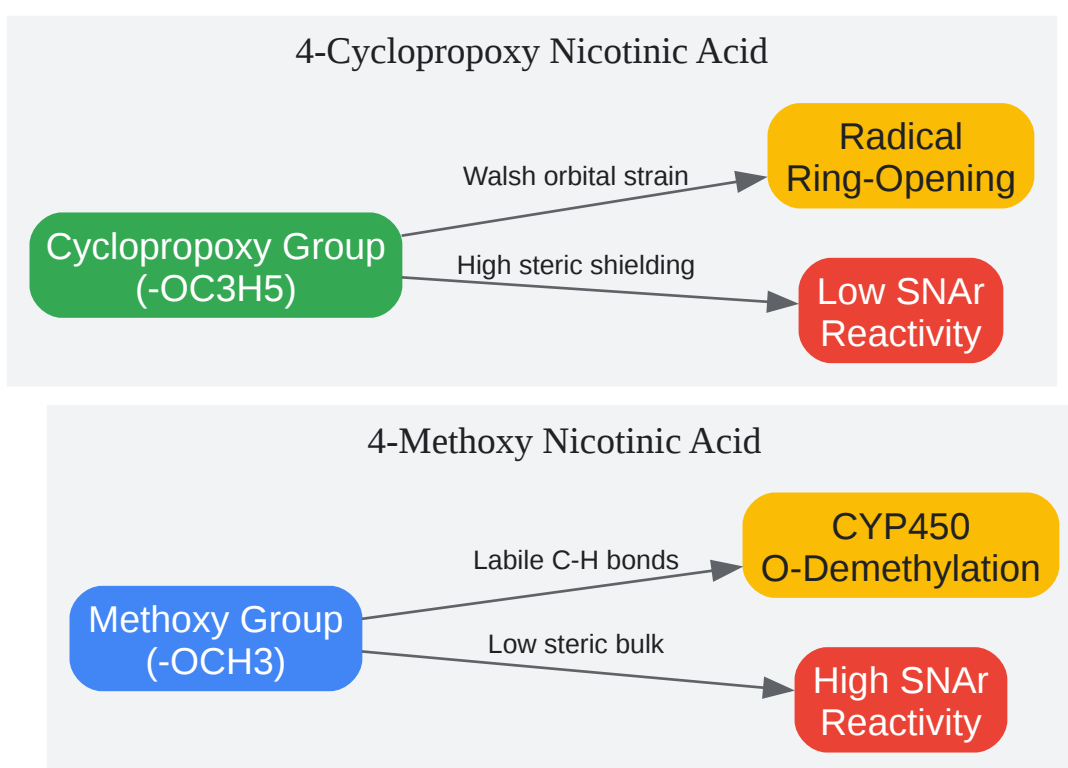 4-Cyclopropoxy Nicotinic Acid
Radical
Ring-Opening
Walsh orbital strain
Cyclopropoxy Group
(-OC3H5)
High steric shielding
Low SNAr
Reactivity
4-Methoxy Nicotinic Acid
CYP450
O-Demethylation
Labile C-H bonds
Methoxy Group
(-OCH3)
Low steric bulk
High SNAr
Reactivity